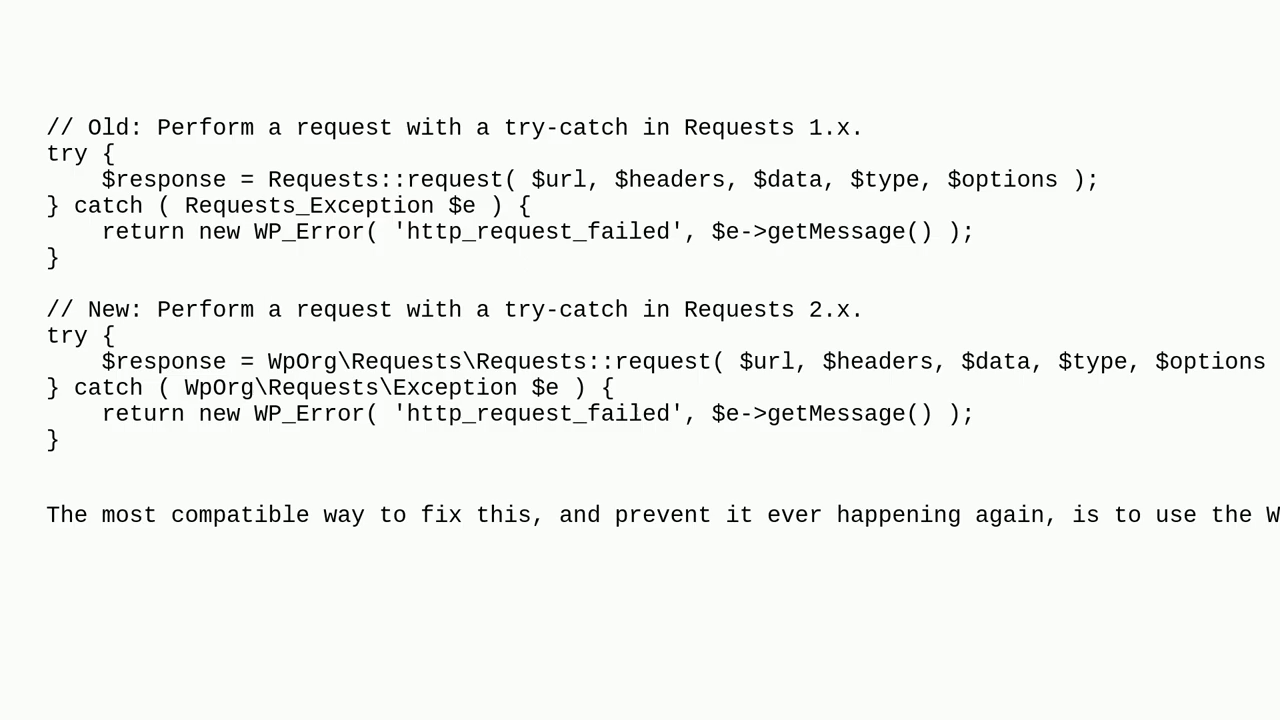 // Old: Perform a request with a try-catch in Requests 1.x.
try {
    $response = Requests::request( $url, $headers, $data, $type, $options );
} catch ( Requests_Exception $e ) {
    return new WP_Error( 'http_request_failed', $e->getMessage() );
}
// New: Perform a request with a try-catch in Requests 2.x.
try {
    $response = WpOrg\Requests\Requests::request( $url, $headers, $data, $type, $options
} catch ( WpOrg\Requests\Exception $e ) {
    return new WP_Error( 'http_request_failed', $e->getMessage() );
}
The most compatible way to fix this, and prevent it ever happening again, is to use the